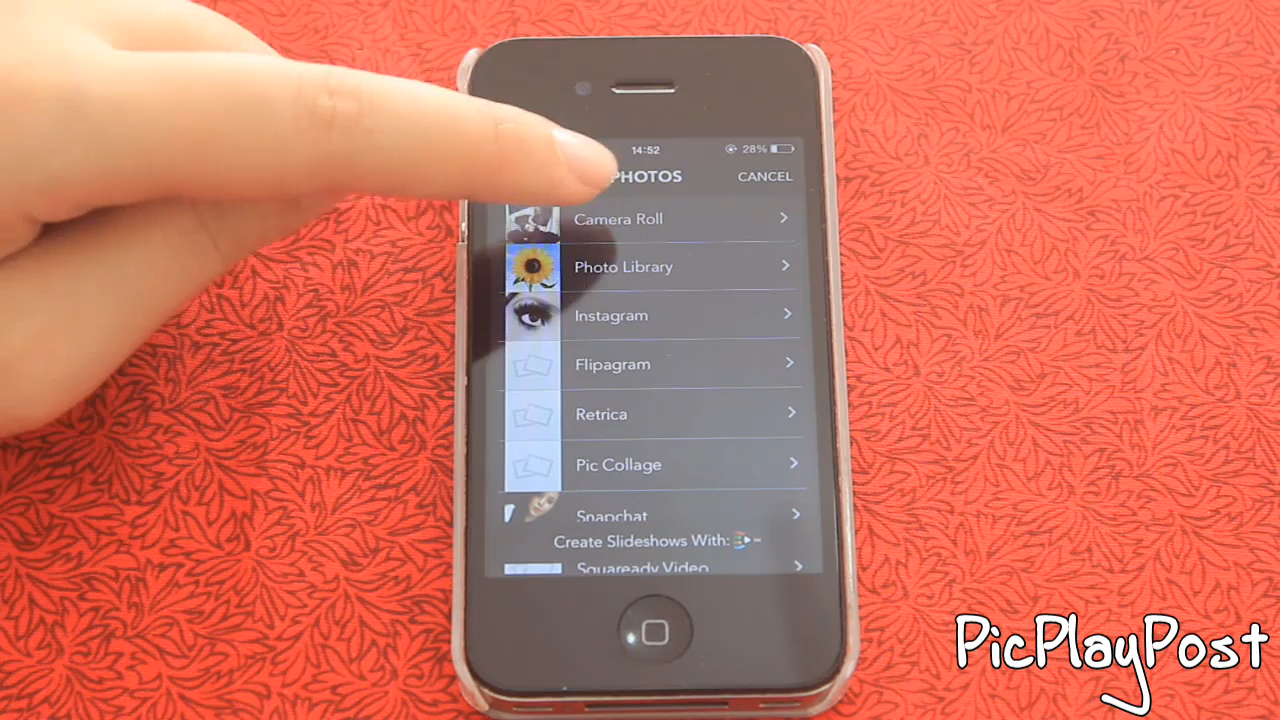 14:52 28%
PHOTOS CANCEL
Camera Roll
Photo Library
Instagram
Flipagram
Retrica
Pic Collage
Snapchat
Create Slideshows With:
Squaready Video
PicPlayPost